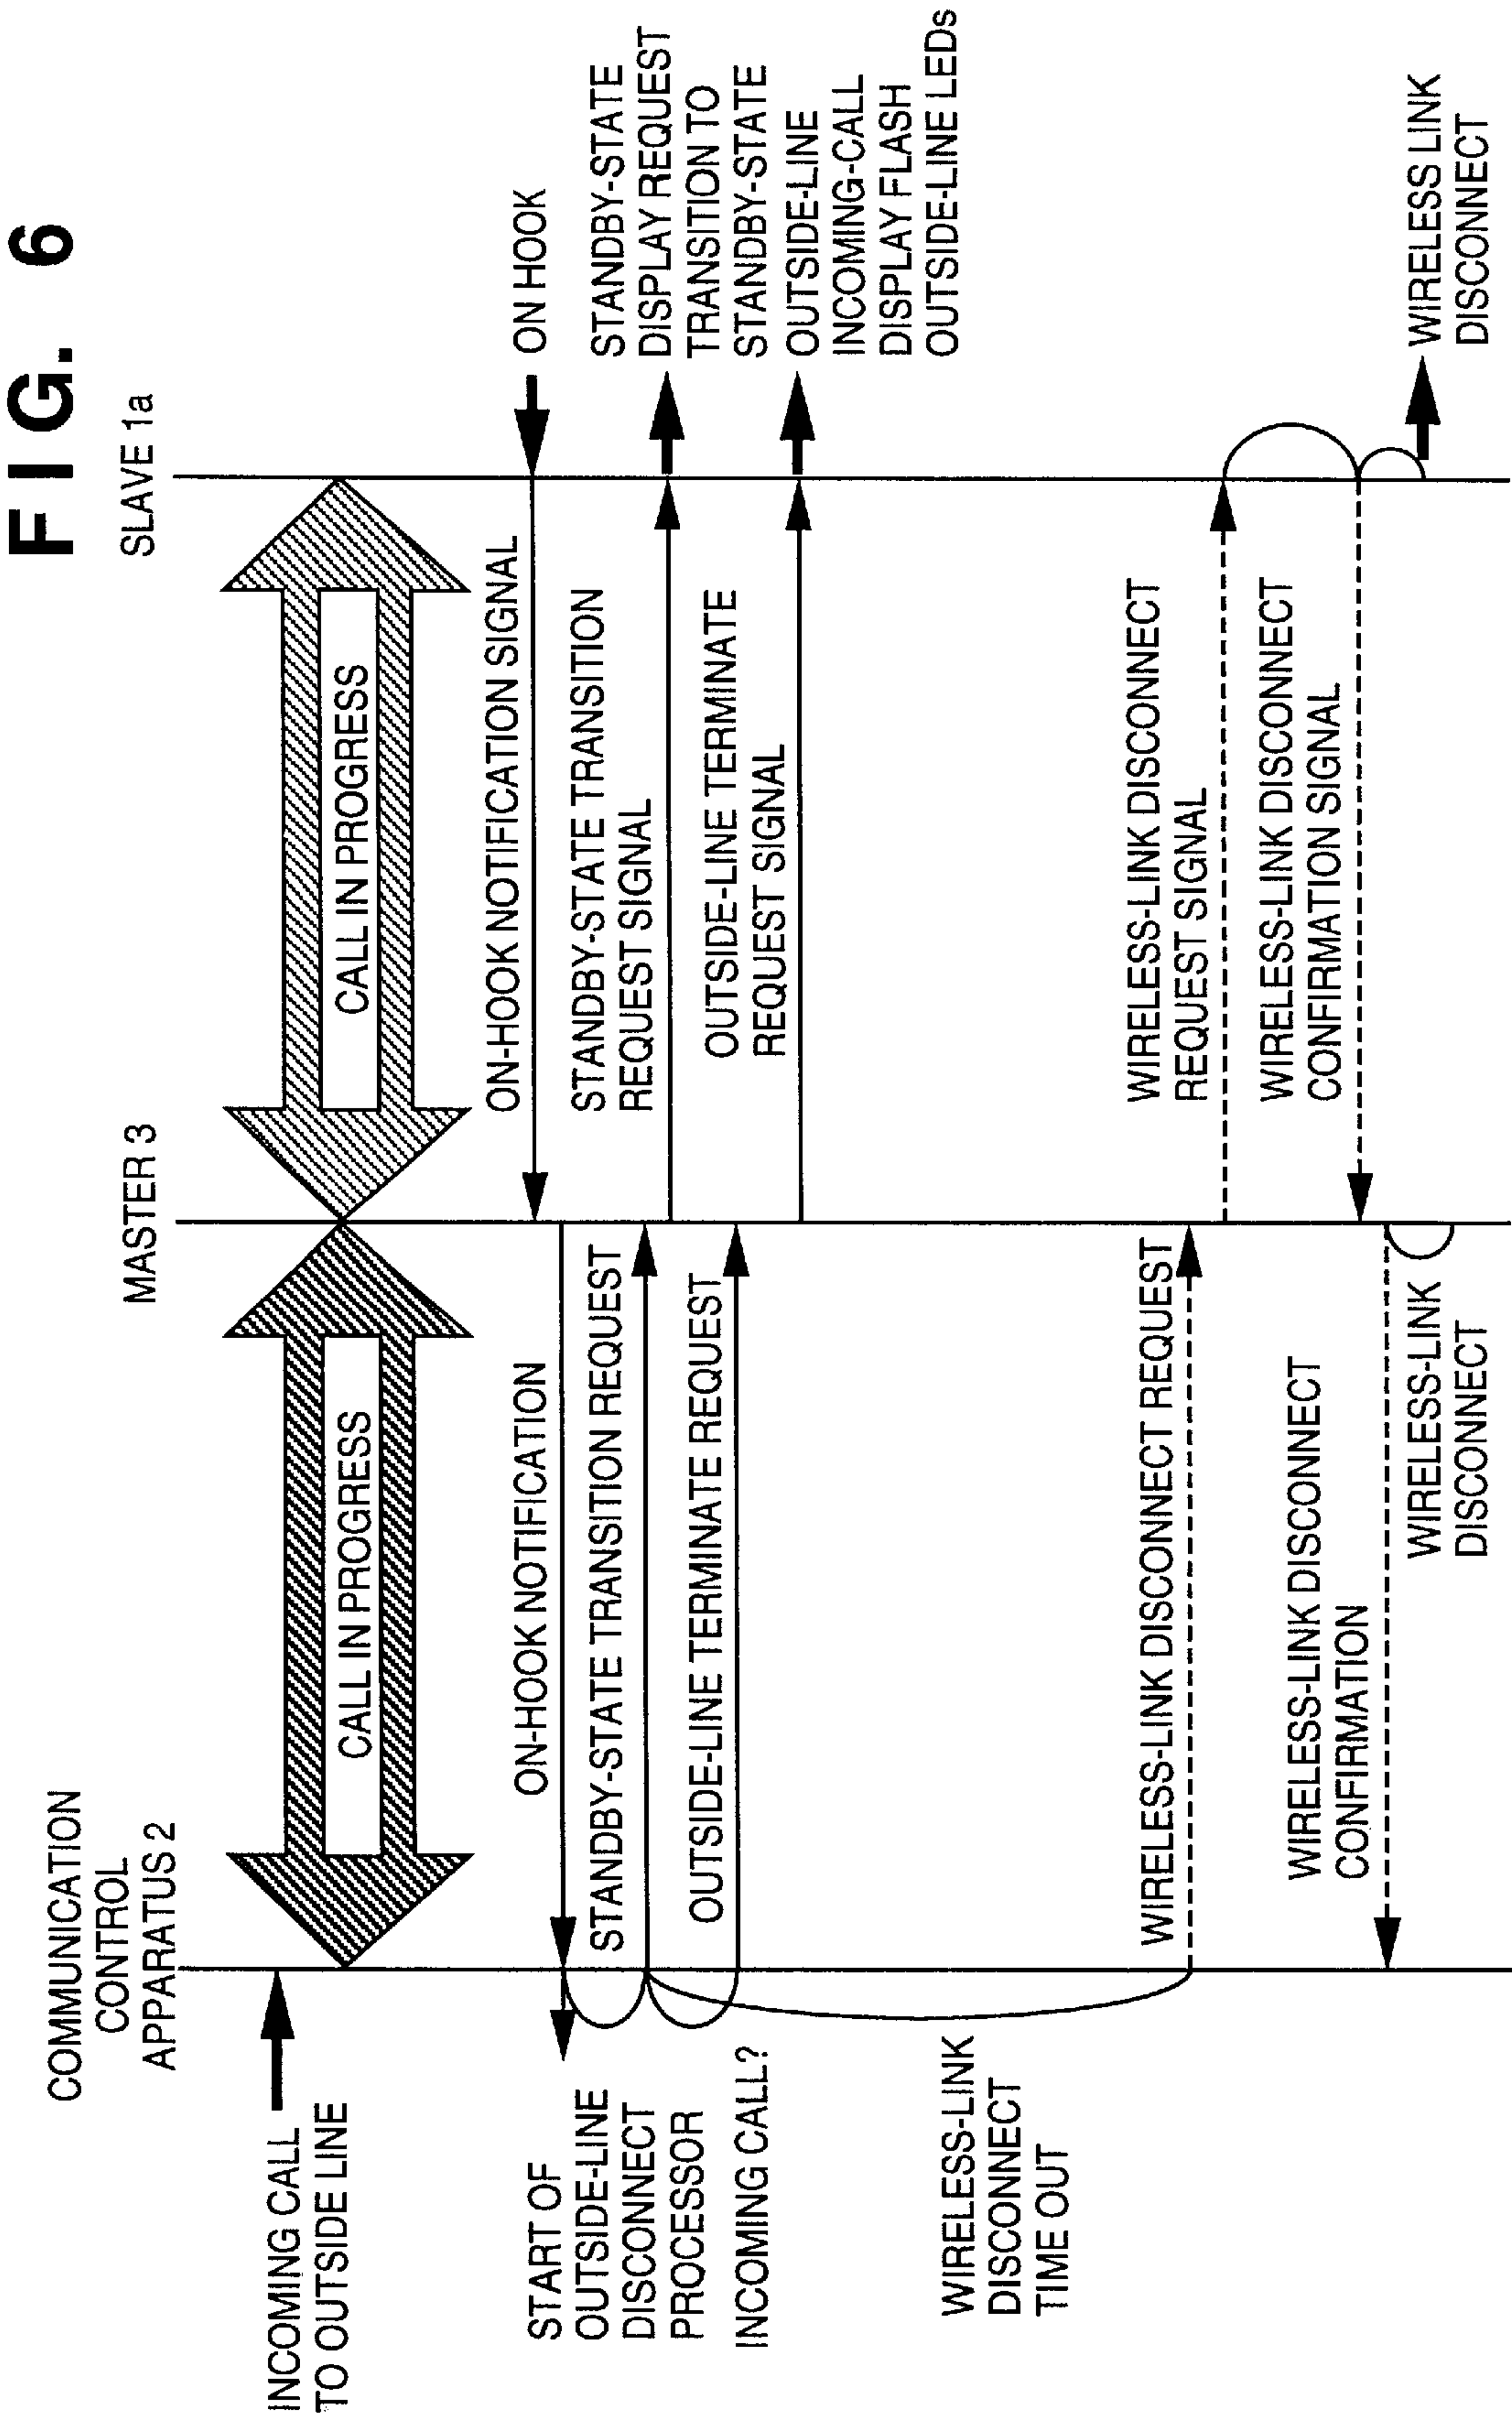 FIG. 6
COMMUNICATION
CONTROL
APPARATUS 2
MASTER 3
SLAVE 1a
INCOMING CALL
TO OUTSIDE LINE
CALL IN PROGRESS
CALL IN PROGRESS
ON HOOK
ON-HOOK NOTIFICATION SIGNAL
ON-HOOK NOTIFICATION
START OF
OUTSIDE-LINE
DISCONNECT
PROCESSOR
STANDBY-STATE TRANSITION REQUEST
STANDBY-STATE TRANSITION
REQUEST SIGNAL
STANDBY-STATE
DISPLAY REQUEST
TRANSITION TO
STANDBY-STATE
INCOMING CALL?
OUTSIDE-LINE TERMINATE REQUEST
OUTSIDE-LINE TERMINATE
REQUEST SIGNAL
OUTSIDE-LINE
INCOMING-CALL
DISPLAY FLASH
OUTSIDE-LINE LEDs
WIRELESS-LINK
DISCONNECT
TIME OUT
WIRELESS-LINK DISCONNECT REQUEST
WIRELESS-LINK DISCONNECT
REQUEST SIGNAL
WIRELESS-LINK DISCONNECT
CONFIRMATION SIGNAL
WIRELESS-LINK DISCONNECT
CONFIRMATION
WIRELESS-LINK
DISCONNECT
WIRELESS LINK
DISCONNECT